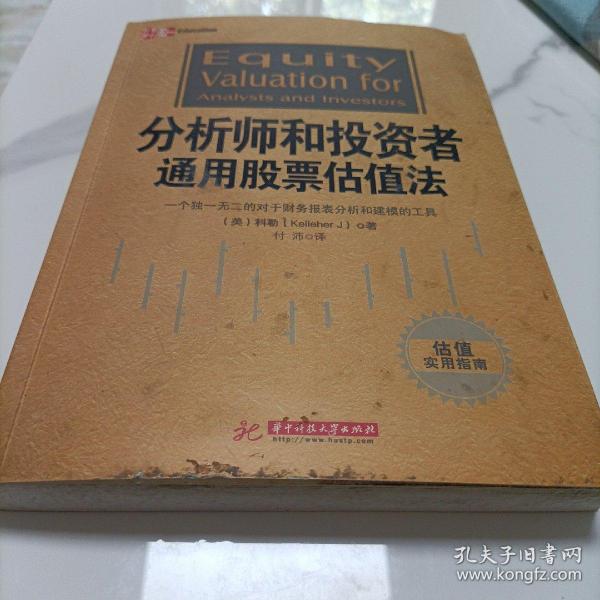 Education
Equity
Valuation for
Analysts and Investors
分析师和投资者
通用股票估值法
一个独一无二的对于财务报表分析和建模的工具
(美)科勒(Kelleher J) ◎著
付 沛◎译
估值
实用指南
华中科技大学出版社
http://www.hustp.com
孔夫子旧书网
www.kongfz.com